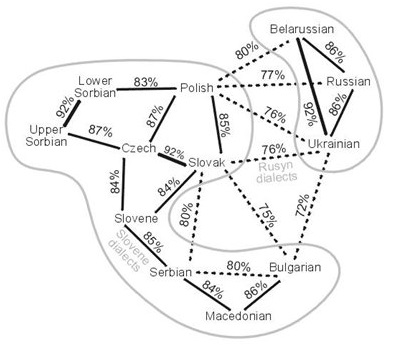 Belarussian
80%
86%
Lower
Sorbian
83%
Polish
77%
Russian
92%
87%
76%
92%
86%
Upper
Sorbian
87%
Czech
92%
85%
Ukrainian
Slovak
76%
Rusyn
dialects
84%
84%
80%
75%
72%
Slovene
85%
Slovene
dialects
Serbian
80%
Bulgarian
84%
86%
Macedonian